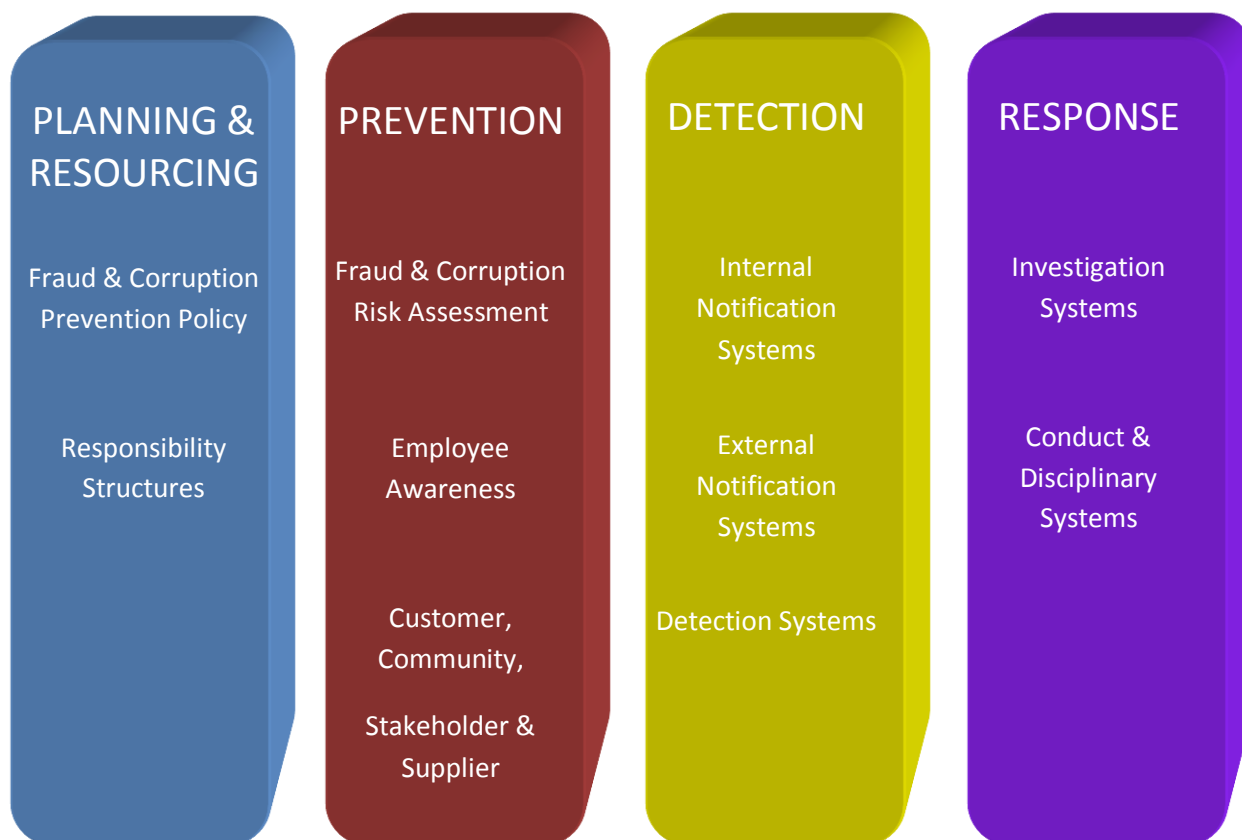 PLANNING &
RESOURCING
Fraud & Corruption
Prevention Policy
Responsibility
Structures
PREVENTION
Fraud & Corruption
Risk Assessment
Employee
Awareness
Customer,
Community,
Stakeholder &
Supplier
DETECTION
Internal
Notification
Systems
External
Notification
Systems
Detection Systems
RESPONSE
Investigation
Systems
Conduct &
Disciplinary
Systems